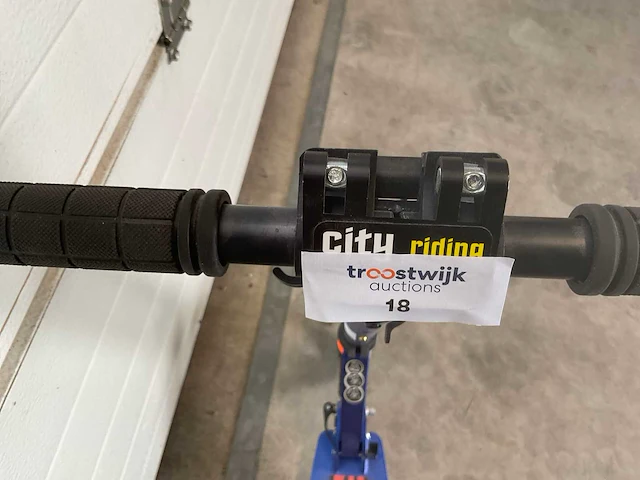 city riding
troostwijk
auctions
18